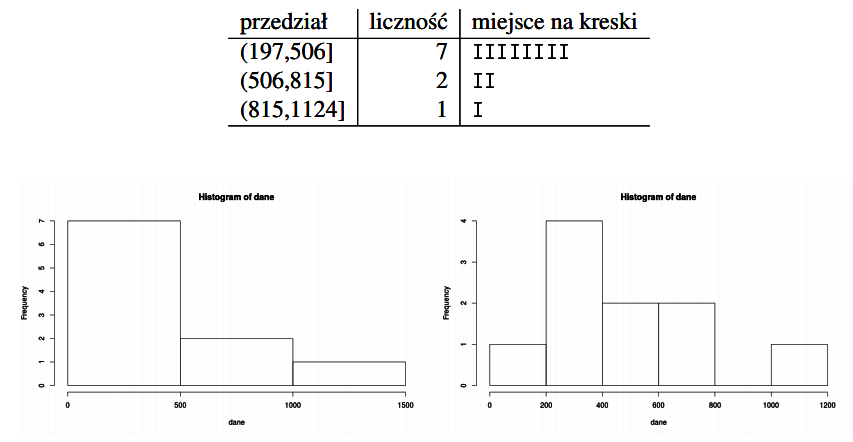 przedział liczność miejsce na kreski
(197,506] 7 IIIIIIII
(506,815] 2 II
(815,1124] 1 I
Histogram of dane
Frequency
7
6
5
4
3
2
1
0
0 500 1000 1500
dane
Histogram of dane
Frequency
4
3
2
1
0
0 200 400 600 800 1000 1200
dane